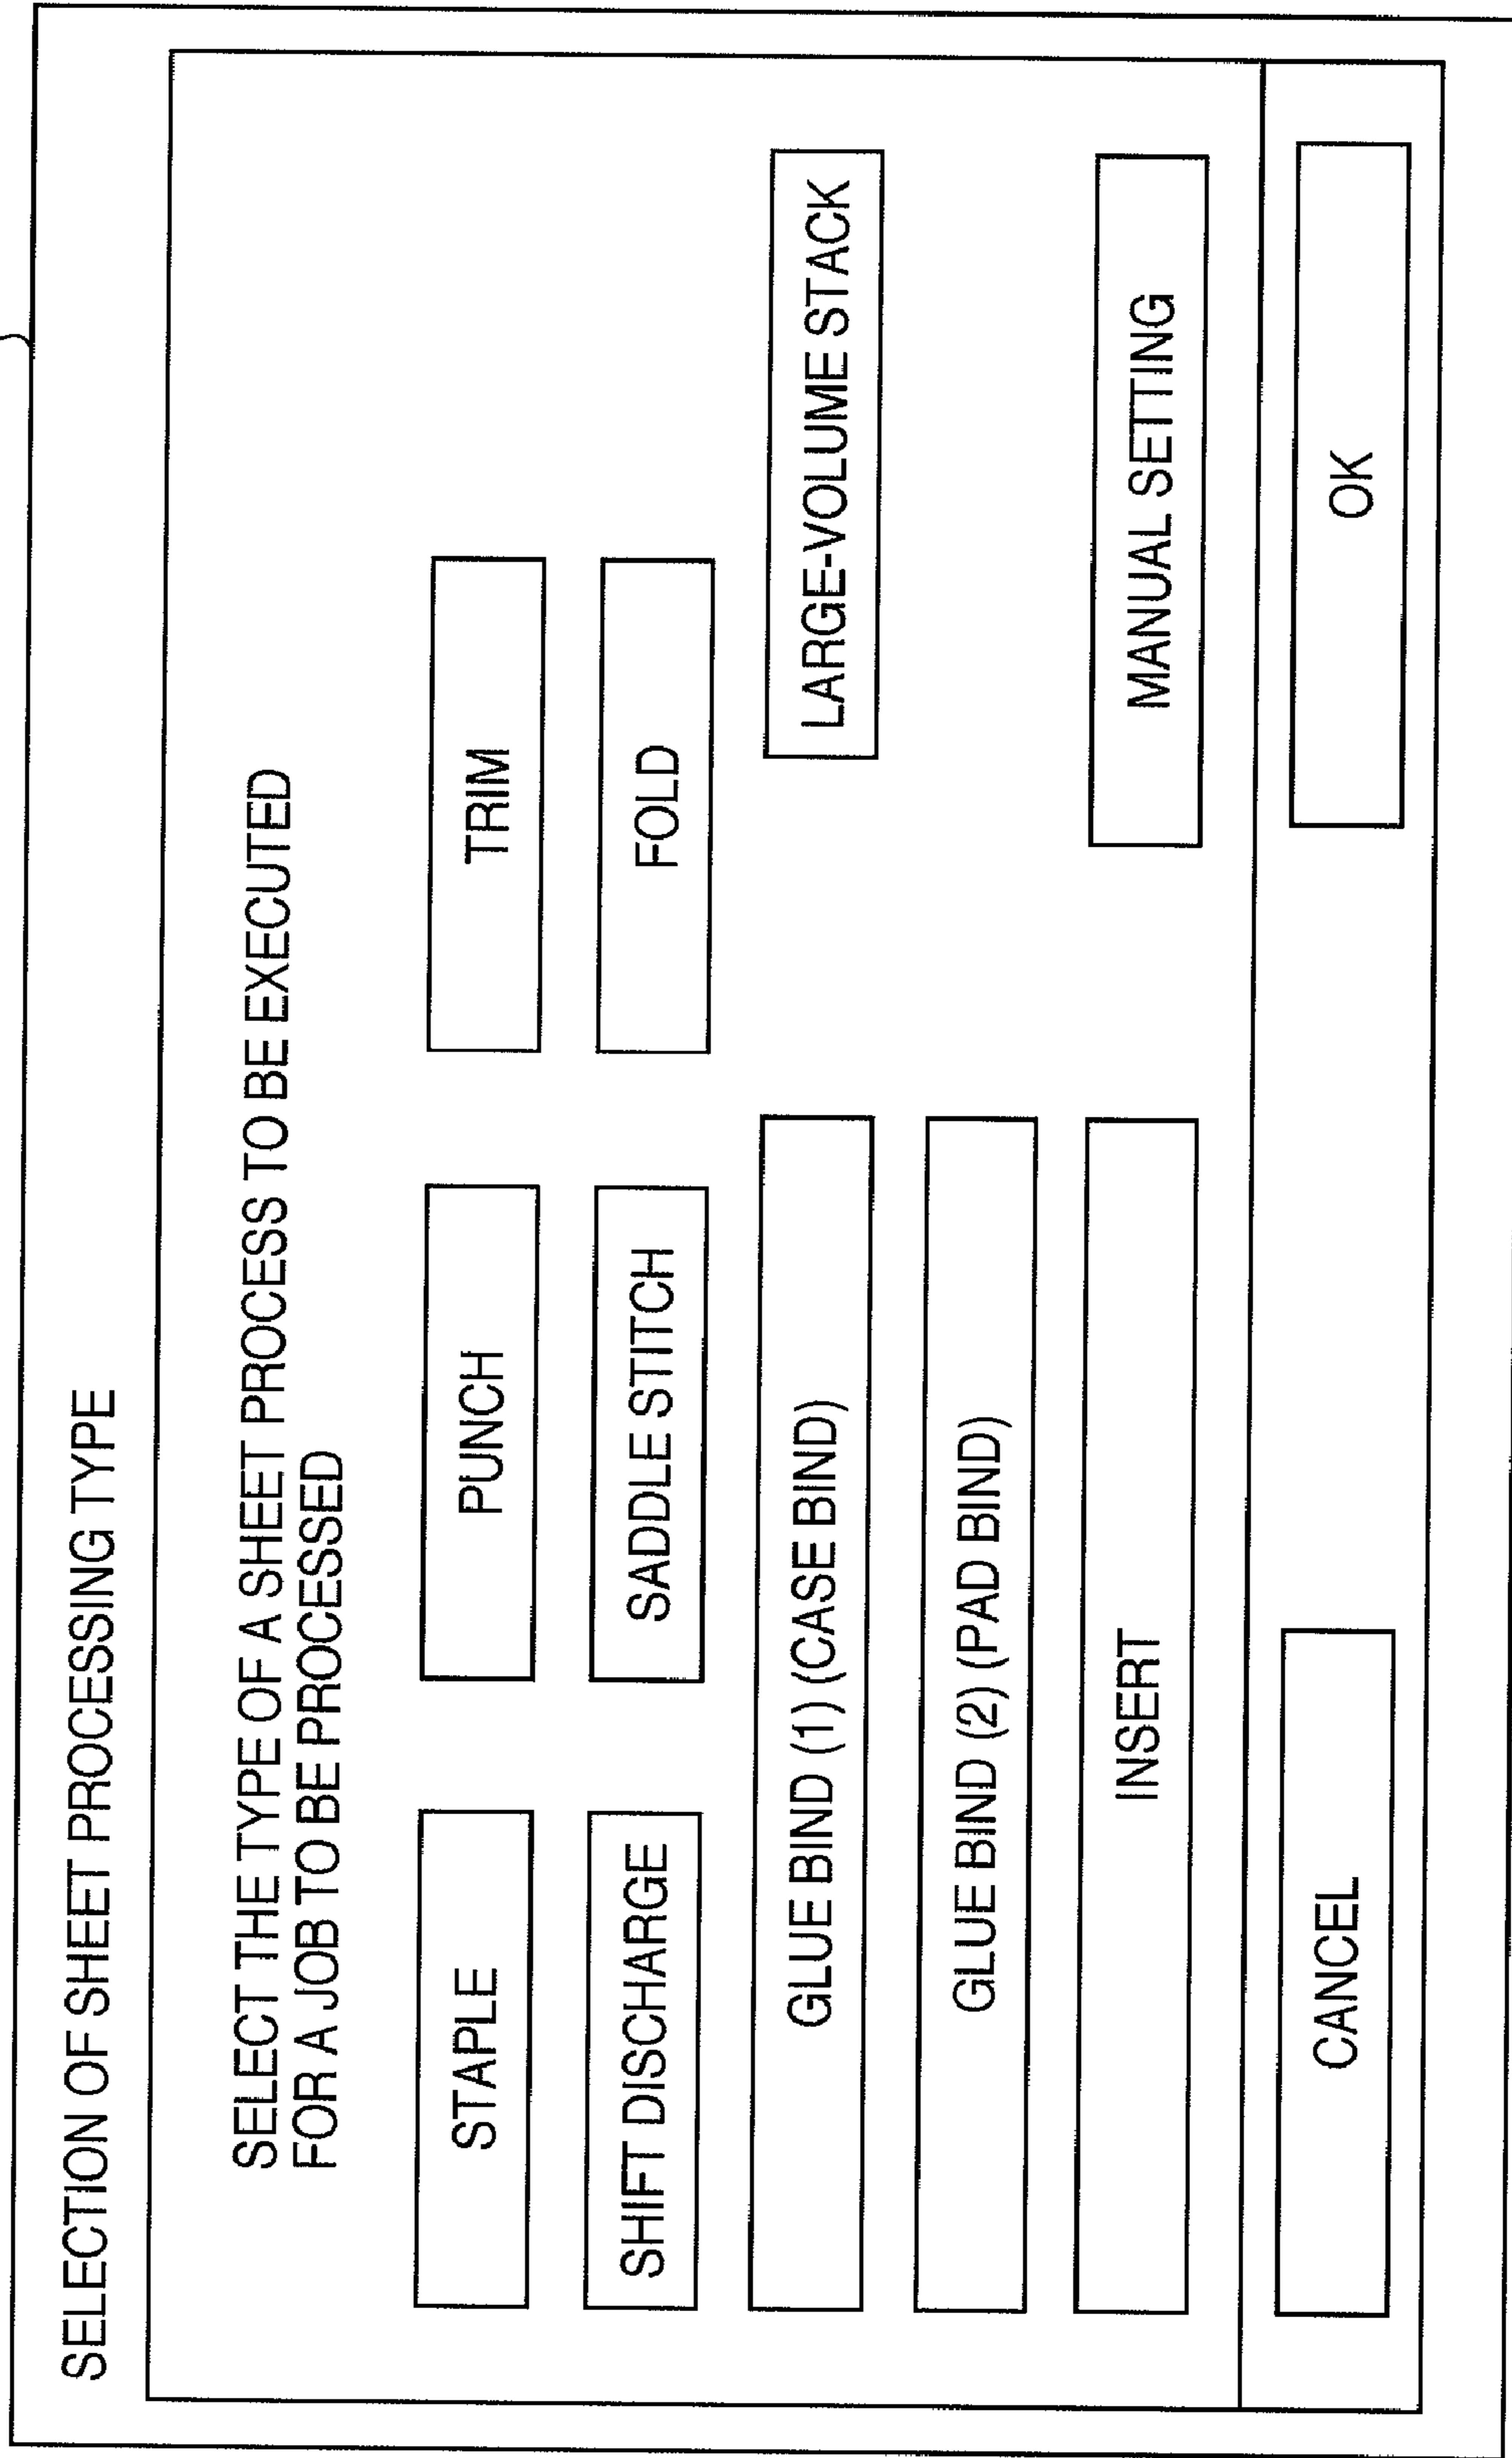 SELECTION OF SHEET PROCESSING TYPE
SELECT THE TYPE OF A SHEET PROCESS TO BE EXECUTED
FOR A JOB TO BE PROCESSED
STAPLE
PUNCH
TRIM
SHIFT DISCHARGE
SADDLE STITCH
FOLD
GLUE BIND (1) (CASE BIND)
LARGE-VOLUME STACK
GLUE BIND (2) (PAD BIND)
INSERT
MANUAL SETTING
CANCEL
OK